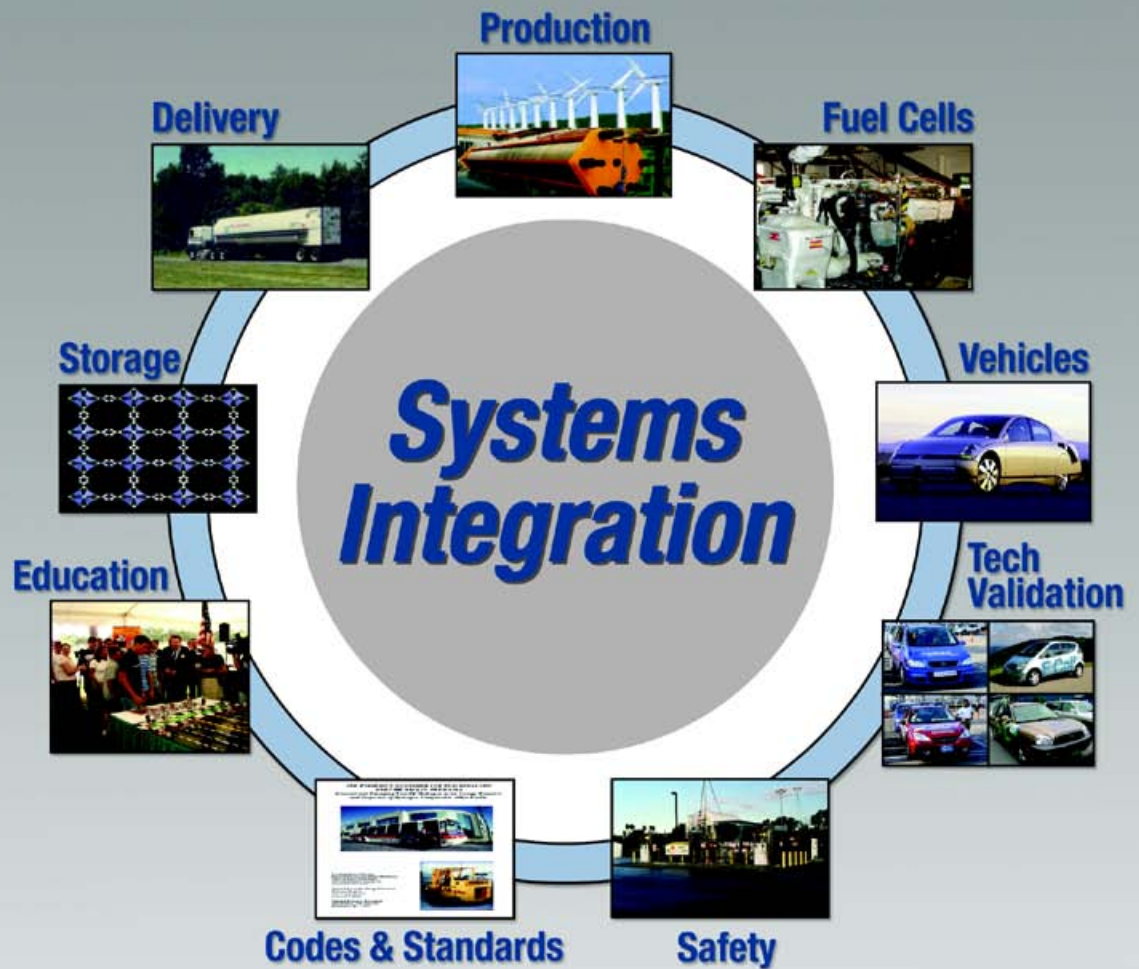 Production
Delivery
Fuel Cells
Storage
Vehicles
Systems
Integration
Education
Tech
Validation
Codes & Standards
Safety